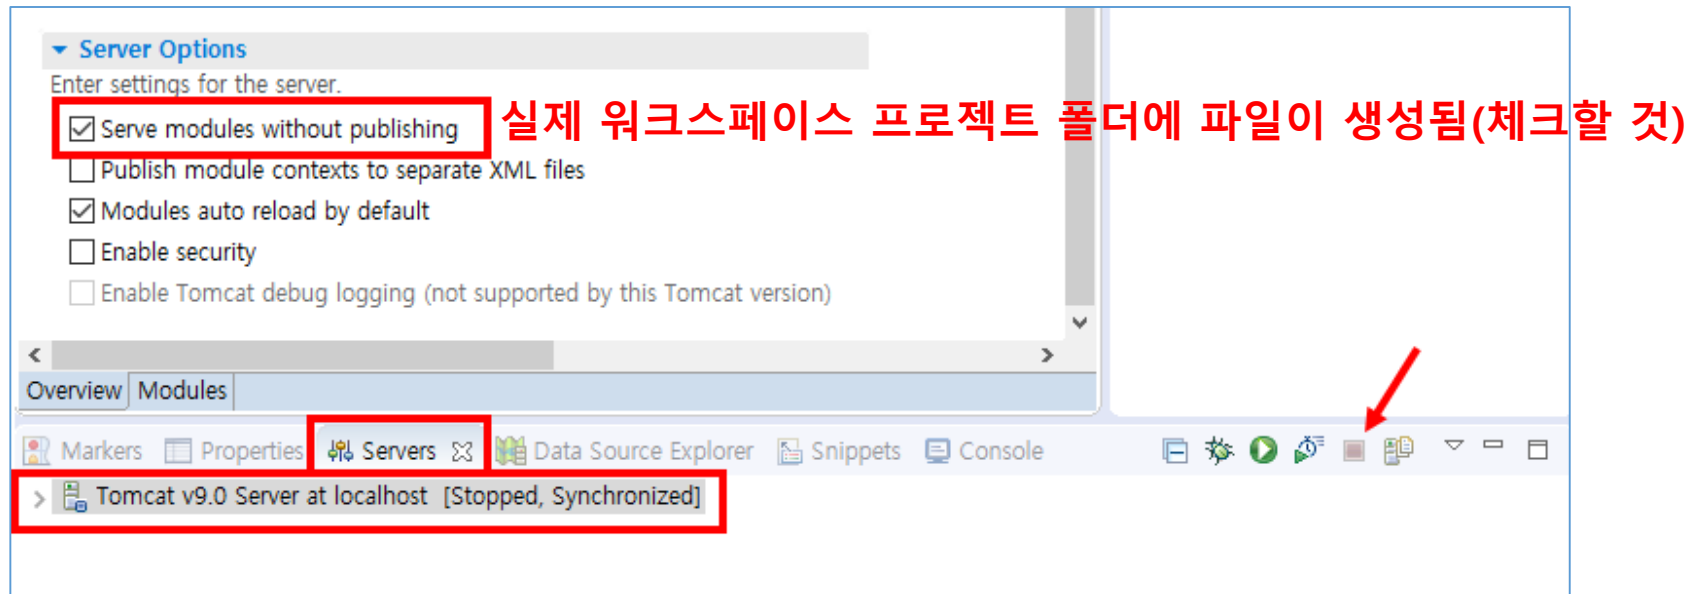 Server Options
Enter settings for the server.
Serve modules without publishing
실제 워크스페이스 프로젝트 폴더에 파일이 생성됨(체크할 것)
Publish module contexts to separate XML files
Modules auto reload by default
Enable security
Enable Tomcat debug logging (not supported by this Tomcat version)
Overview Modules
Markers Properties Servers Data Source Explorer Snippets Console
Tomcat v9.0 Server at localhost [Stopped, Synchronized]